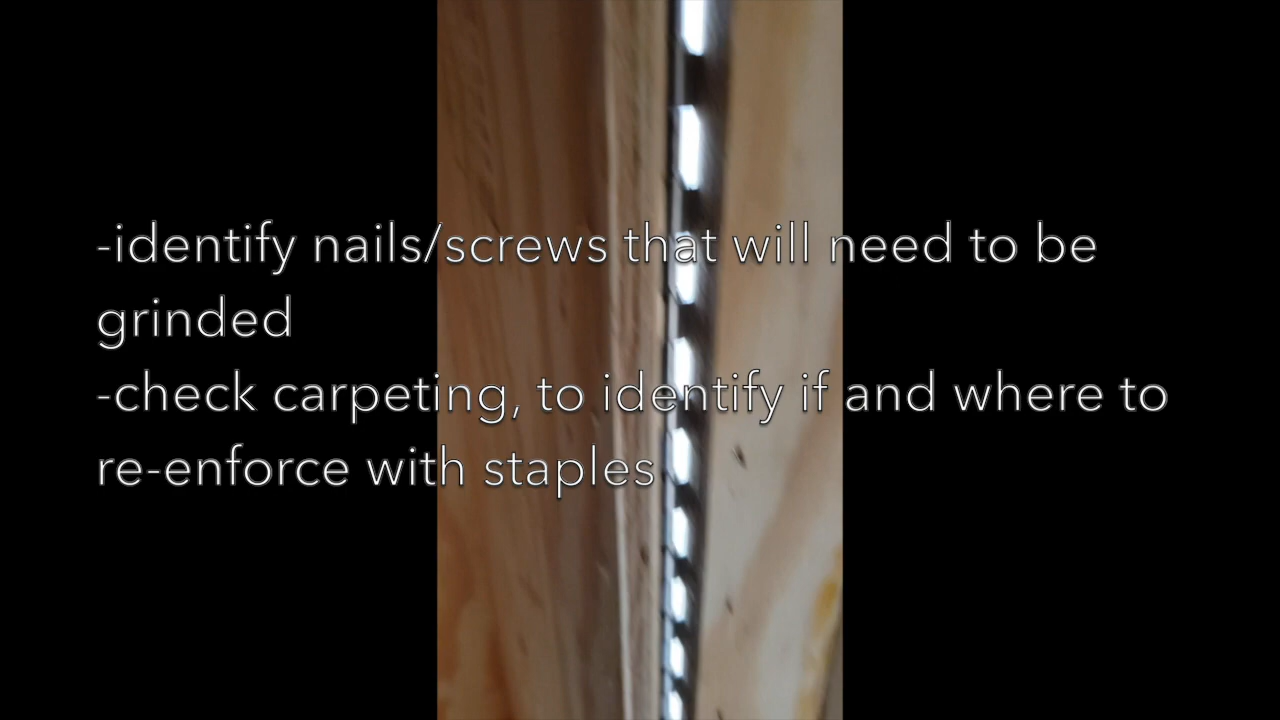 -identify nails/screws that will need to be
grinded
-check carpeting, to identify if and where to
re-enforce with staples